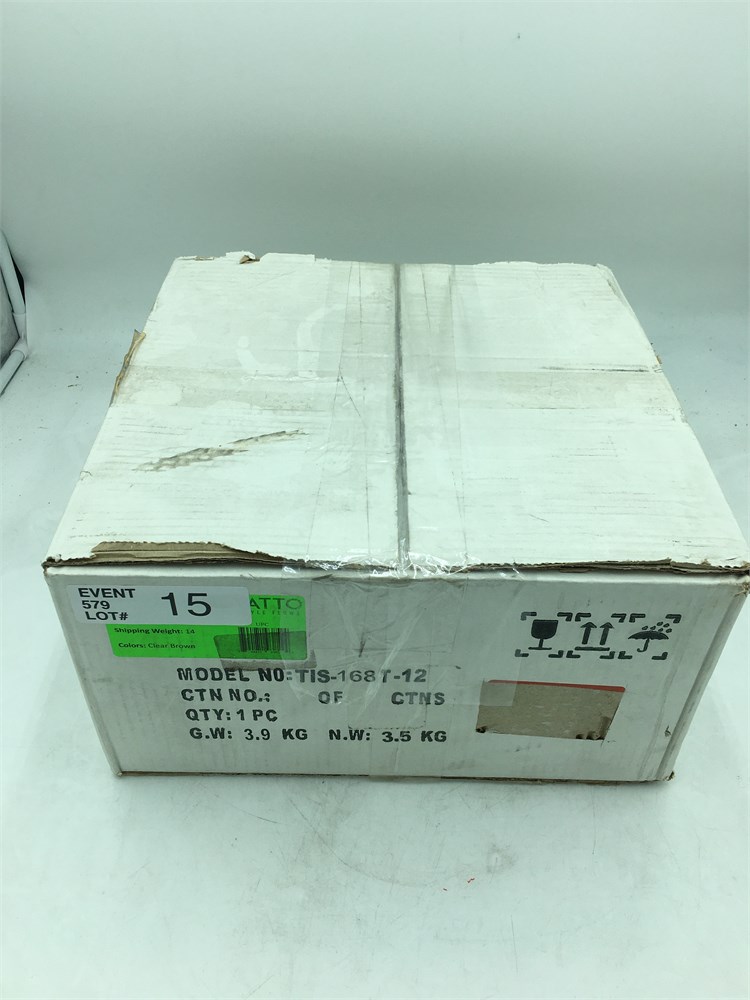 EVENT
579
LOT#
15
ATTO
Shipping Weight: 14
Colors: Clear Brown
MODEL NO: TIS-168T-12
CTN NO.: OF CTNS
QTY: 1 PC
G.W: 3.9 KG N.W: 3.5 KG